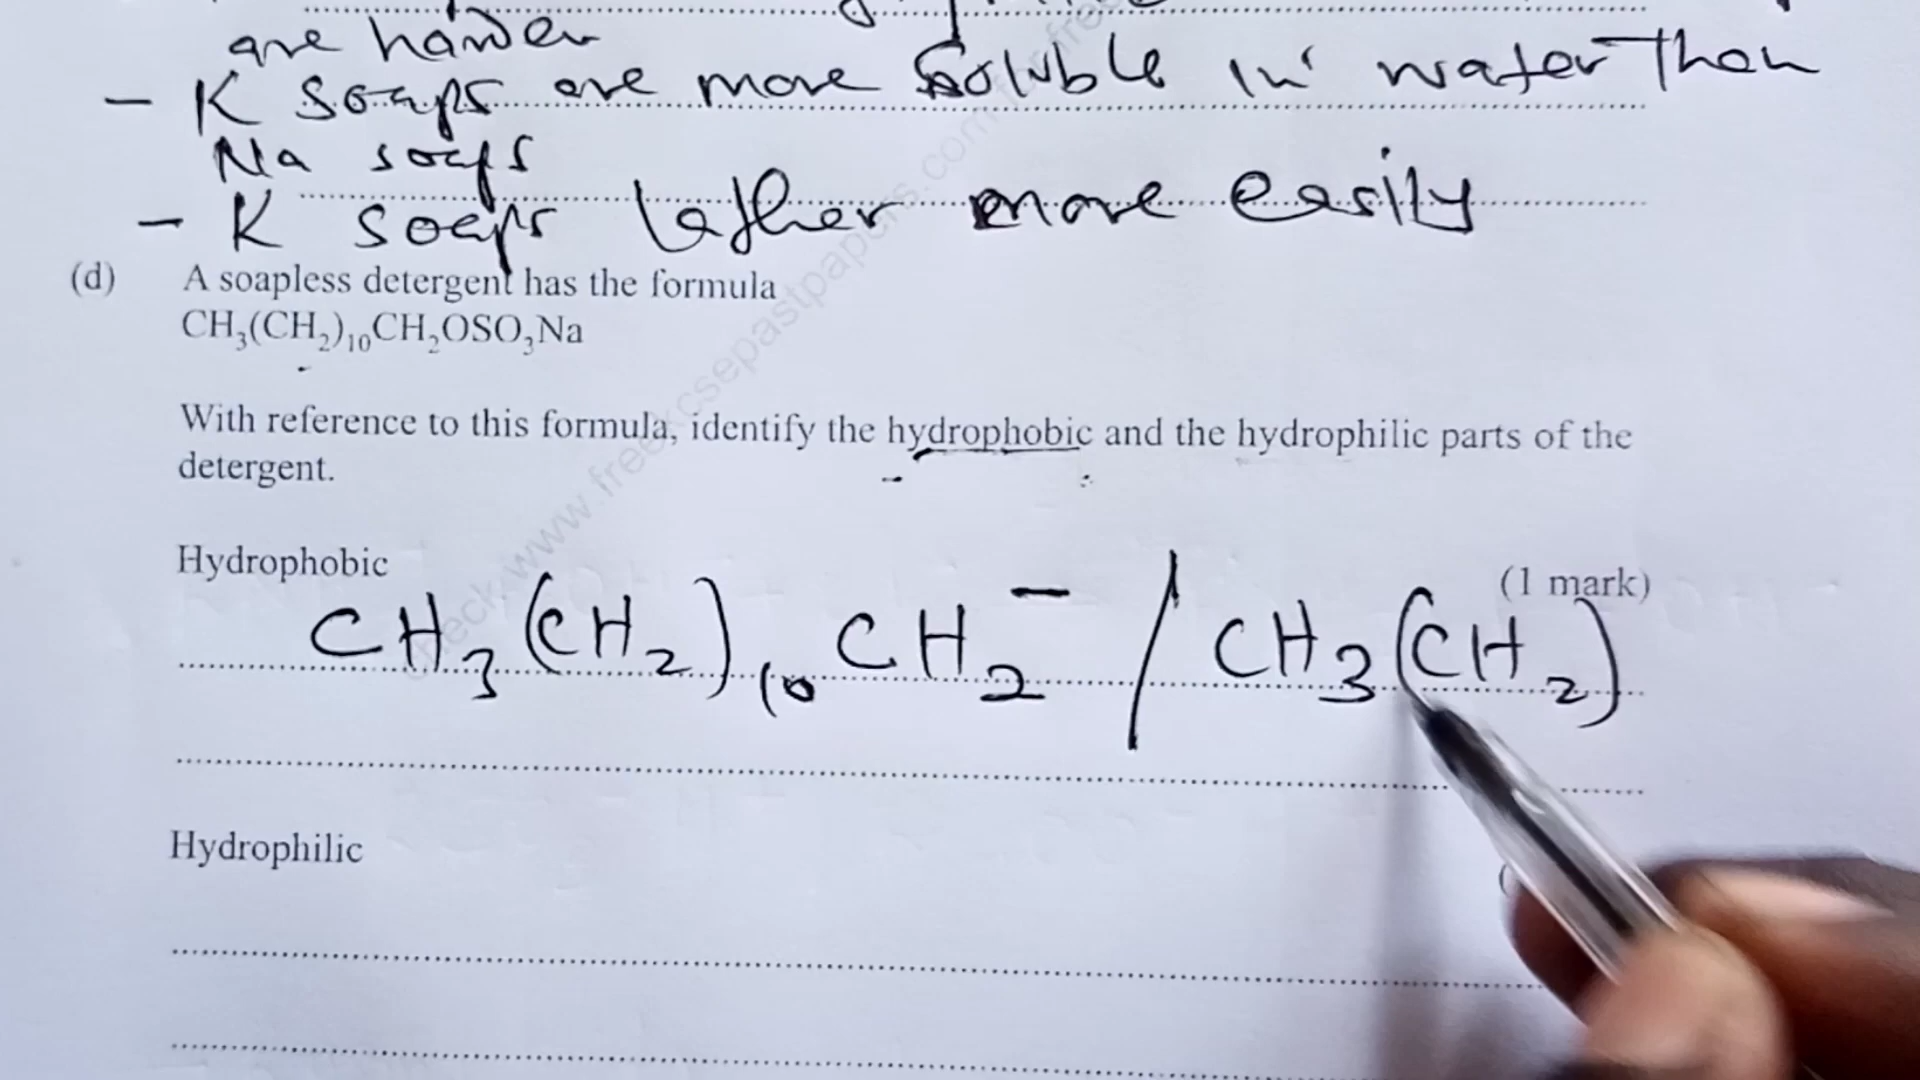 are harder
- K soaps are more soluble in water than
Na soaps
- K soaps lather more easily
(d) A soapless detergent has the formula
CH₃(CH₂)₁₀CH₂OSO₃Na
With reference to this formula, identify the hydrophobic and the hydrophilic parts of the
detergent.
Hydrophobic
(1 mark)
CH₃(CH₂)₁₀CH₂⁻ / CH₃(CH₂)
Hydrophilic